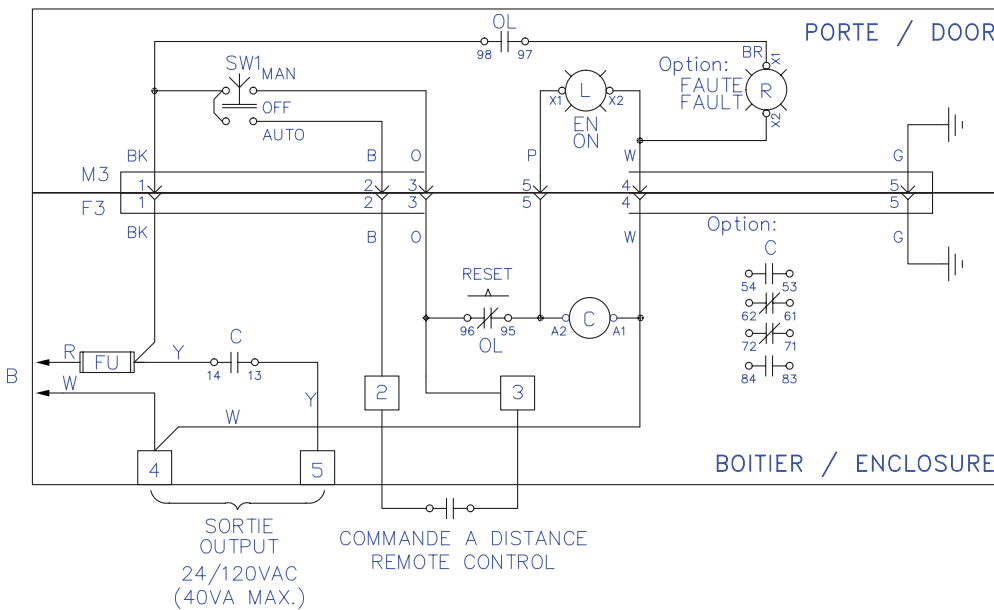 OL
PORTE / DOOR
98 97
BR X1
SW1 MAN
Option:
FAUTE
FAULT
R
X2
OFF
AUTO
X1 L X2
EN
ON
BK B O P W G
M3
1 2 3 5 4 5
F3
1 2 3 5 4 5
BK B O W G
Option:
C
54 53
62 61
72 71
84 83
RESET
96 95
OL
A2 C A1
R FU Y
C
14 13
B
W
Y
2 3
W
4 5
BOITIER / ENCLOSURE
SORTIE
OUTPUT
24/120VAC
(40VA MAX.)
COMMANDE A DISTANCE
REMOTE CONTROL